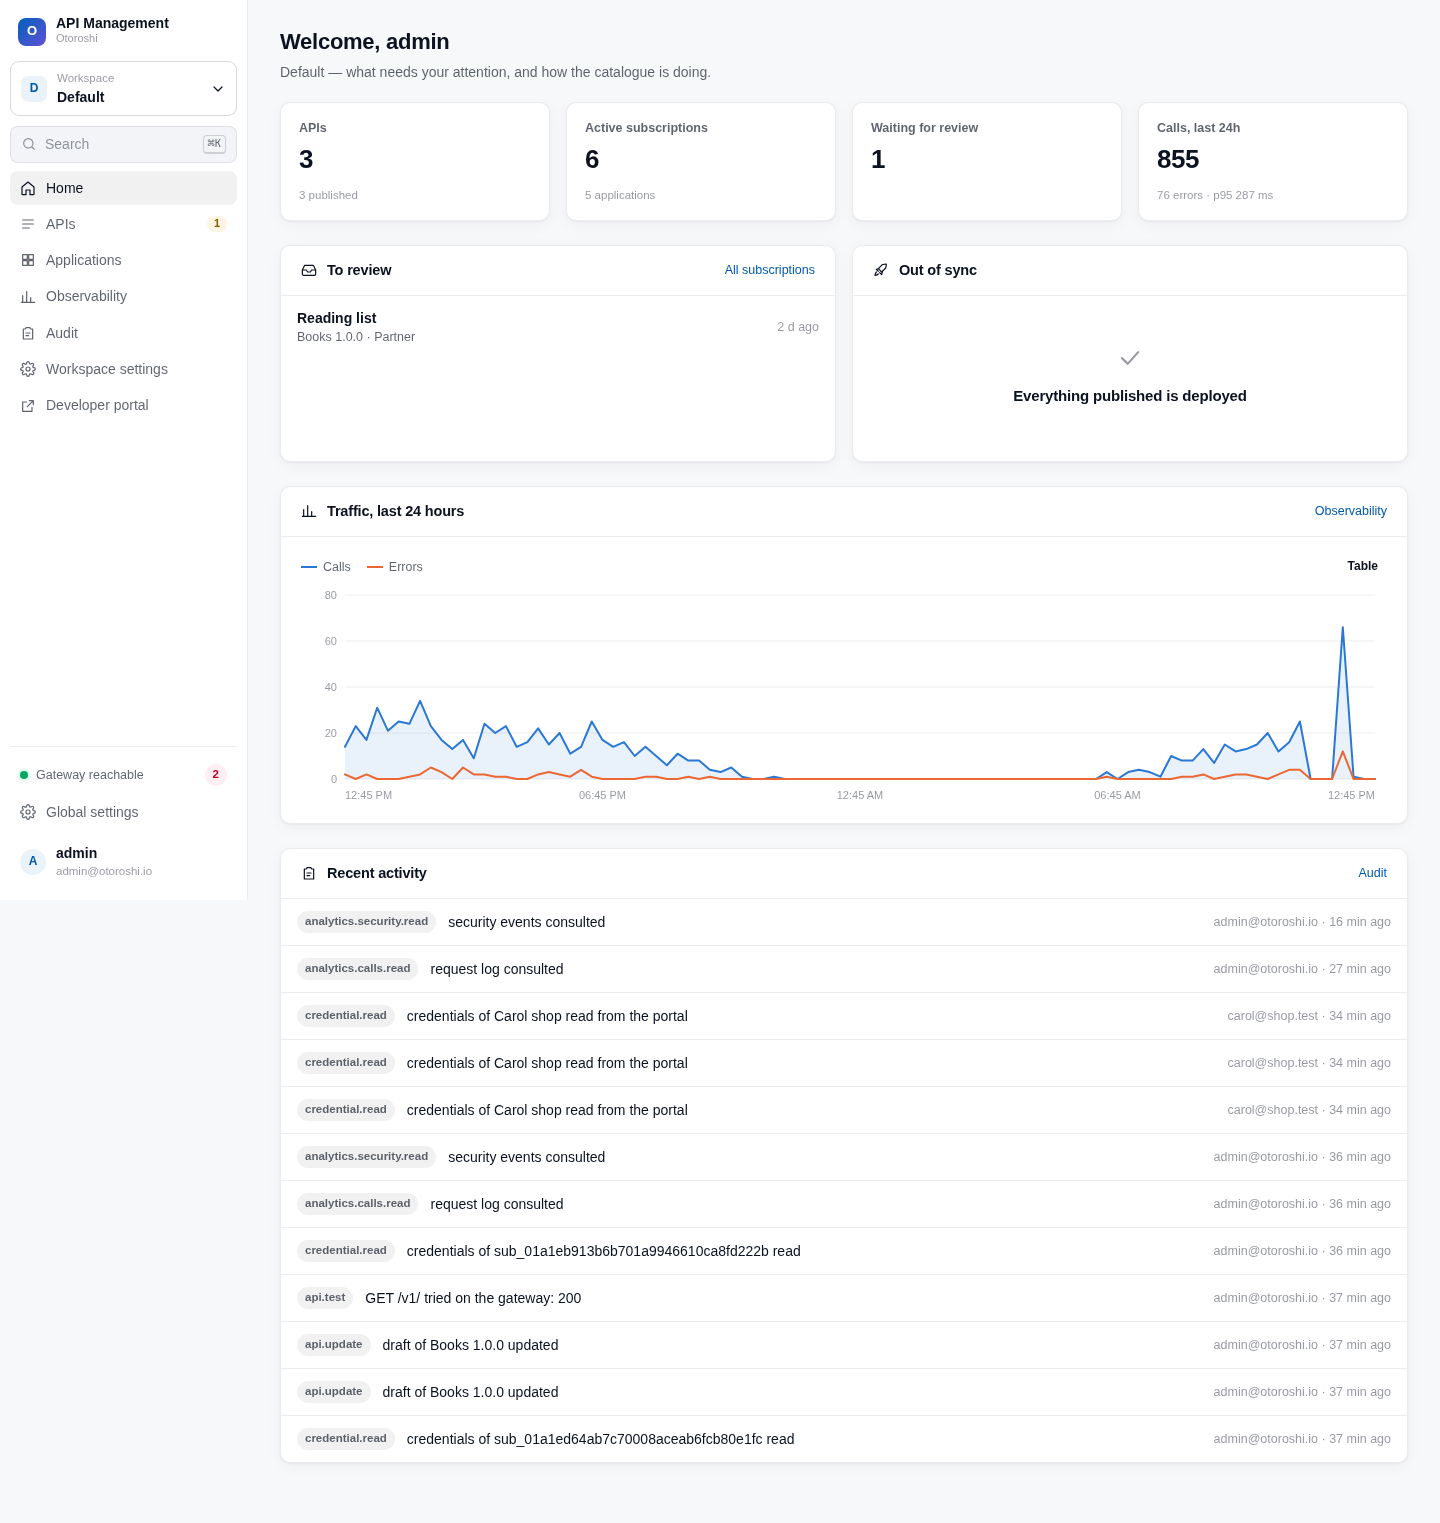 O
API Management
Otoroshi
D
Workspace
Default
Search
⌘K
Home
APIs
1
Applications
Observability
Audit
Workspace settings
Developer portal
Gateway reachable
2
Global settings
A
admin
admin@otoroshi.io
Welcome, admin
Default — what needs your attention, and how the catalogue is doing.
APIs
3
3 published
Active subscriptions
6
5 applications
Waiting for review
1
Calls, last 24h
855
76 errors · p95 287 ms
To review
All subscriptions
Reading list
Books 1.0.0 · Partner
2 d ago
Out of sync
Everything published is deployed
Traffic, last 24 hours
Observability
Calls
Errors
Table
80
60
40
20
0
12:45 PM
06:45 PM
12:45 AM
06:45 AM
12:45 PM
Recent activity
Audit
analytics.security.read security events consulted admin@otoroshi.io · 16 min ago
analytics.calls.read request log consulted admin@otoroshi.io · 27 min ago
credential.read credentials of Carol shop read from the portal carol@shop.test · 34 min ago
credential.read credentials of Carol shop read from the portal carol@shop.test · 34 min ago
credential.read credentials of Carol shop read from the portal carol@shop.test · 34 min ago
analytics.security.read security events consulted admin@otoroshi.io · 36 min ago
analytics.calls.read request log consulted admin@otoroshi.io · 36 min ago
credential.read credentials of sub_01a1eb913b6b701a9946610ca8fd222b read admin@otoroshi.io · 36 min ago
api.test GET /v1/ tried on the gateway: 200 admin@otoroshi.io · 37 min ago
api.update draft of Books 1.0.0 updated admin@otoroshi.io · 37 min ago
api.update draft of Books 1.0.0 updated admin@otoroshi.io · 37 min ago
credential.read credentials of sub_01a1ed64ab7c70008aceab6fcb80e1fc read admin@otoroshi.io · 37 min ago